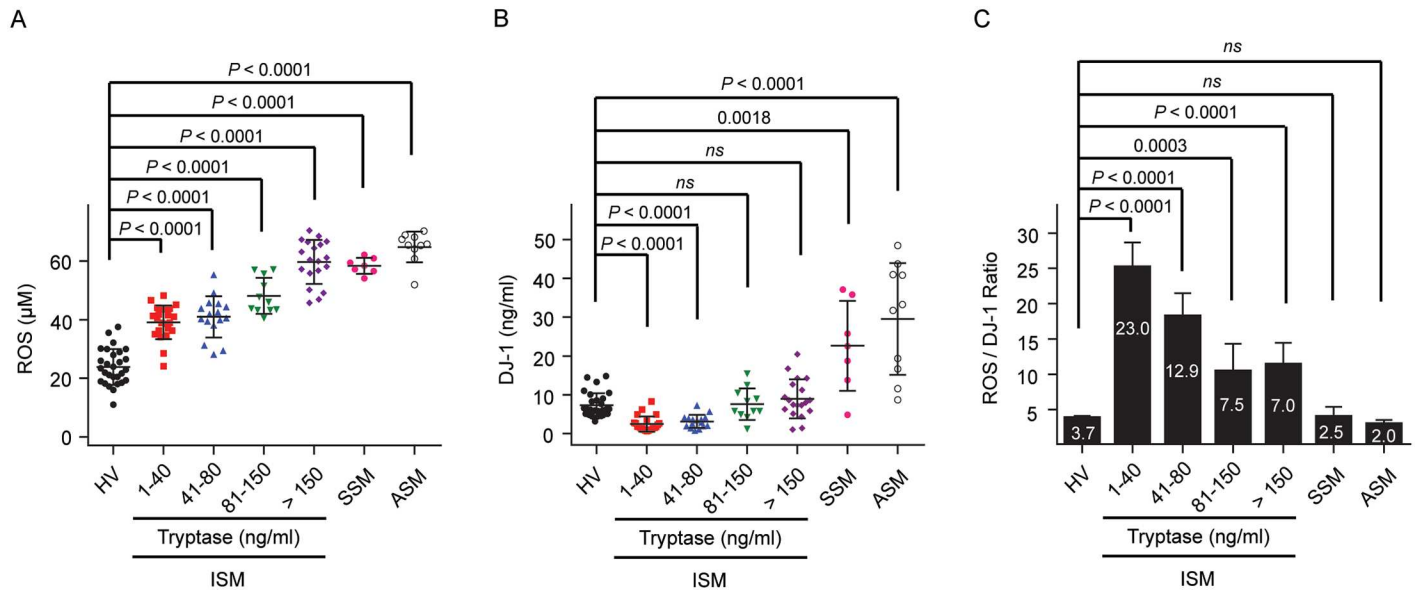 A
P < 0.0001
P < 0.0001
P < 0.0001
P < 0.0001
P < 0.0001
P < 0.0001
ROS (µM)
60
40
20
0
HV
1-40
41-80
81-150
> 150
SSM
ASM
Tryptase (ng/ml)
ISM
B
P < 0.0001
0.0018
ns
ns
P < 0.0001
P < 0.0001
DJ-1 (ng/ml)
50
40
30
20
10
0
HV
1-40
41-80
81-150
> 150
SSM
ASM
Tryptase (ng/ml)
ISM
C
ns
ns
P < 0.0001
0.0003
P < 0.0001
P < 0.0001
ROS / DJ-1 Ratio
30
25
20
15
10
5
3.7
23.0
12.9
7.5
7.0
2.5
2.0
HV
1-40
41-80
81-150
> 150
SSM
ASM
Tryptase (ng/ml)
ISM